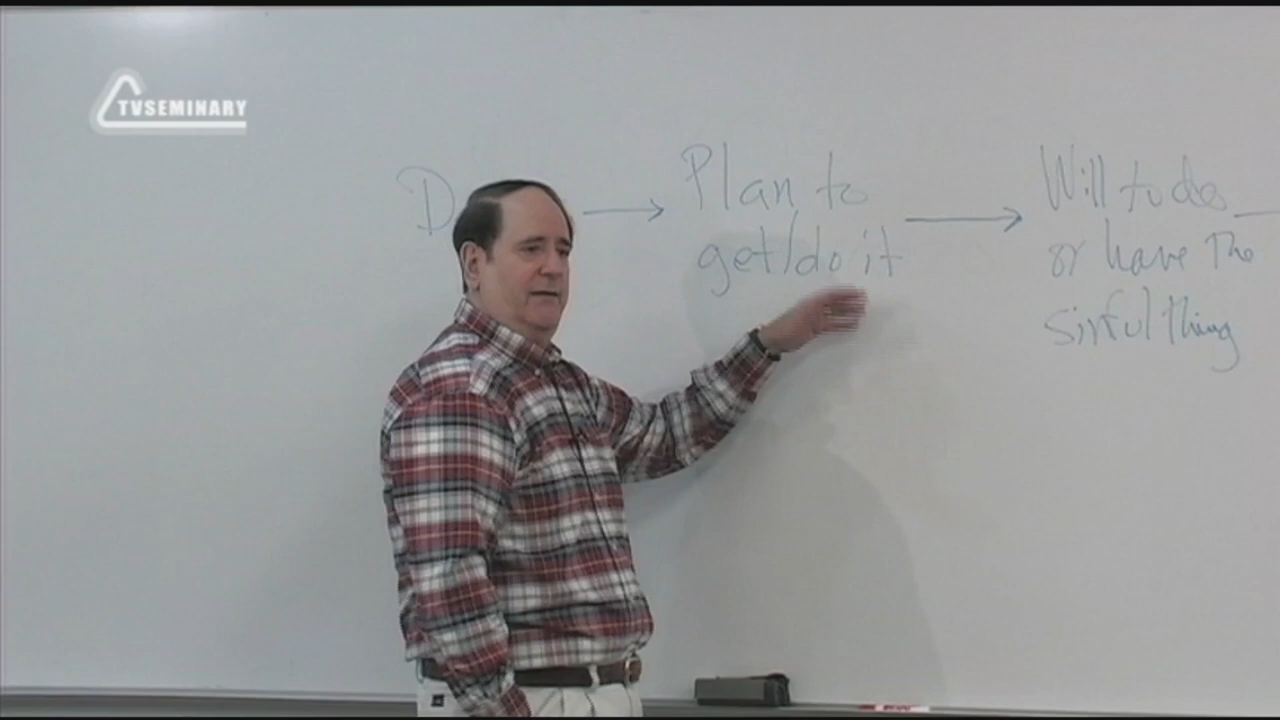 TVSEMINARY
D
Plan to
get/do it
Will to do
or have the
sinful thing